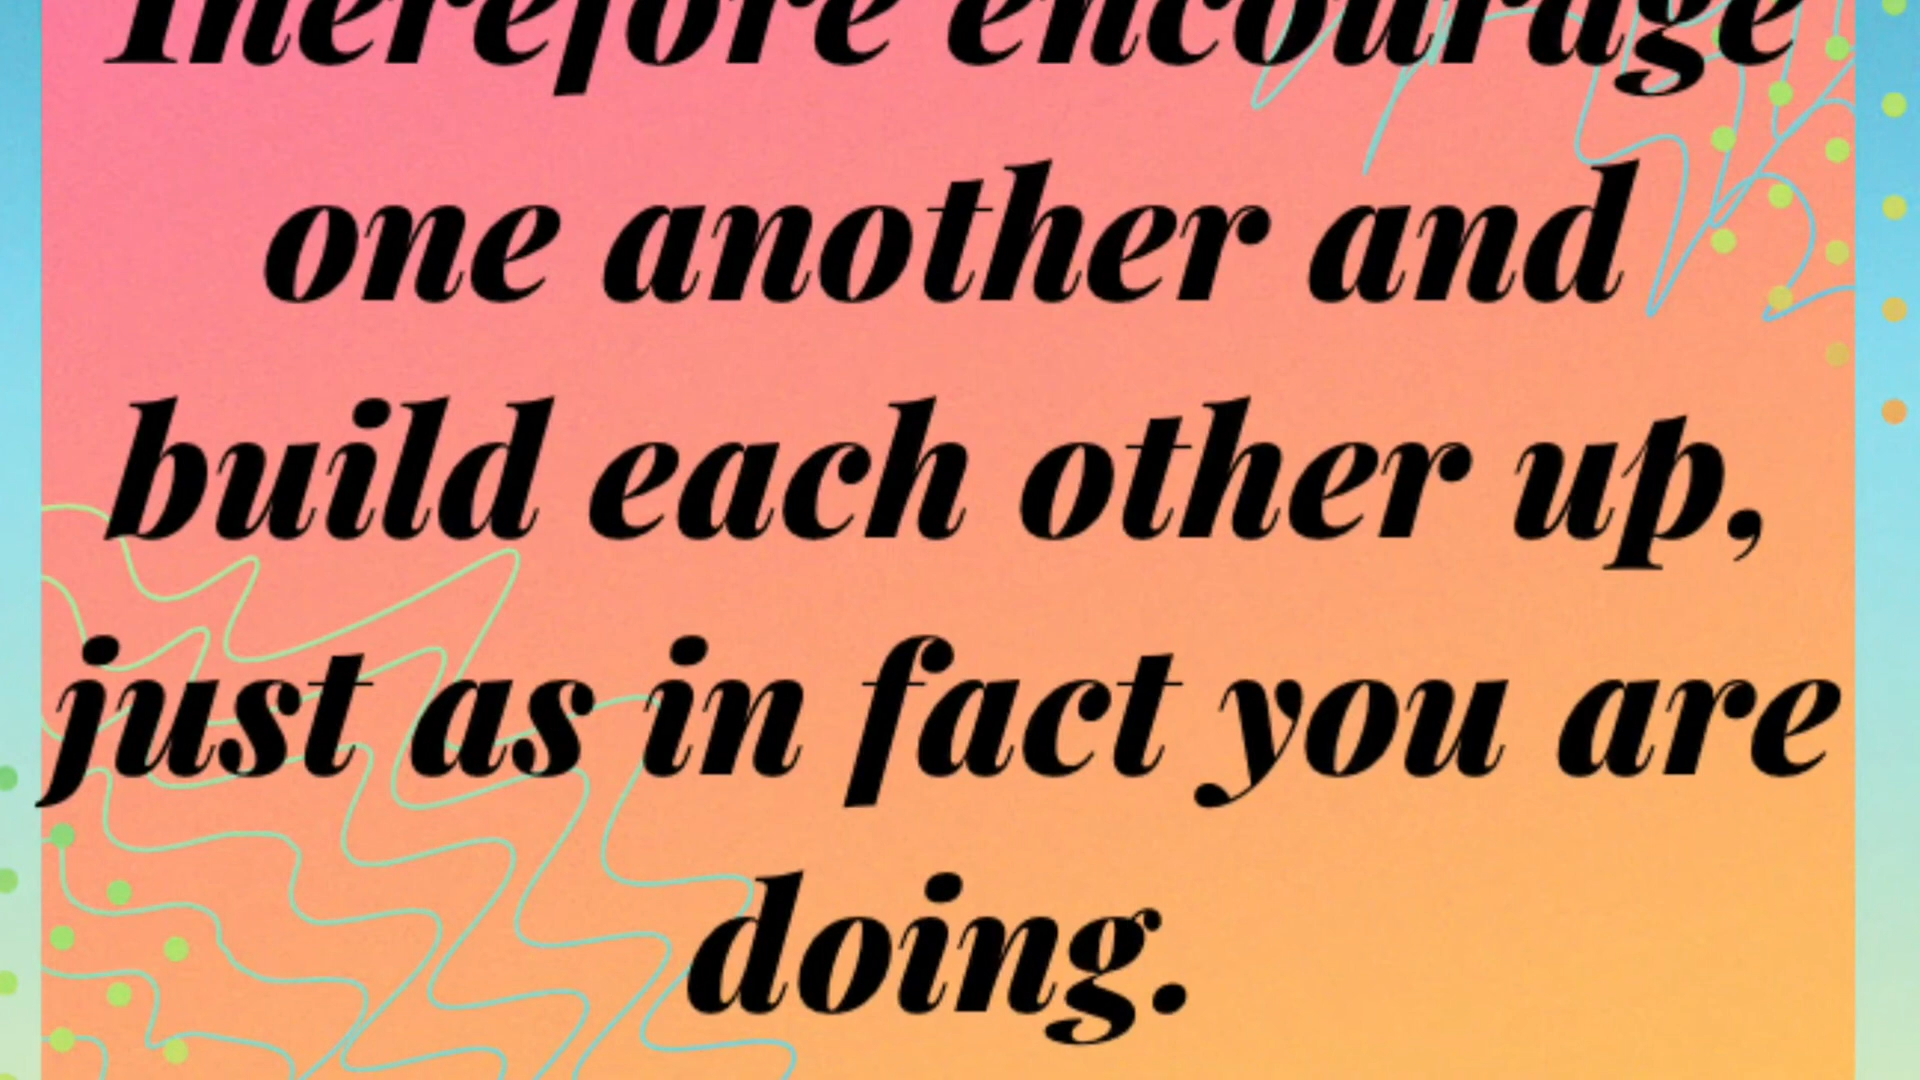 Therefore encourage
one another and
build each other up,
just as in fact you are
doing.